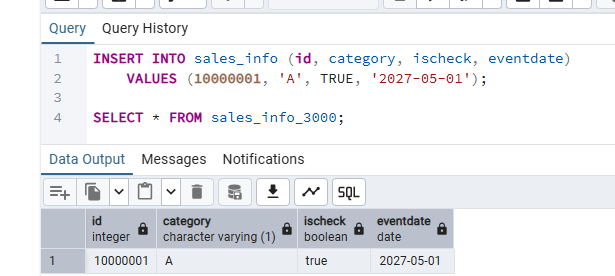 Query Query History
1 INSERT INTO sales_info (id, category, ischeck, eventdate)
2 VALUES (10000001, 'A', TRUE, '2027-05-01');
3
4 SELECT * FROM sales_info_3000;
Data Output Messages Notifications
SQL
id category ischeck eventdate
integer character varying (1) boolean date
1 10000001 A true 2027-05-01